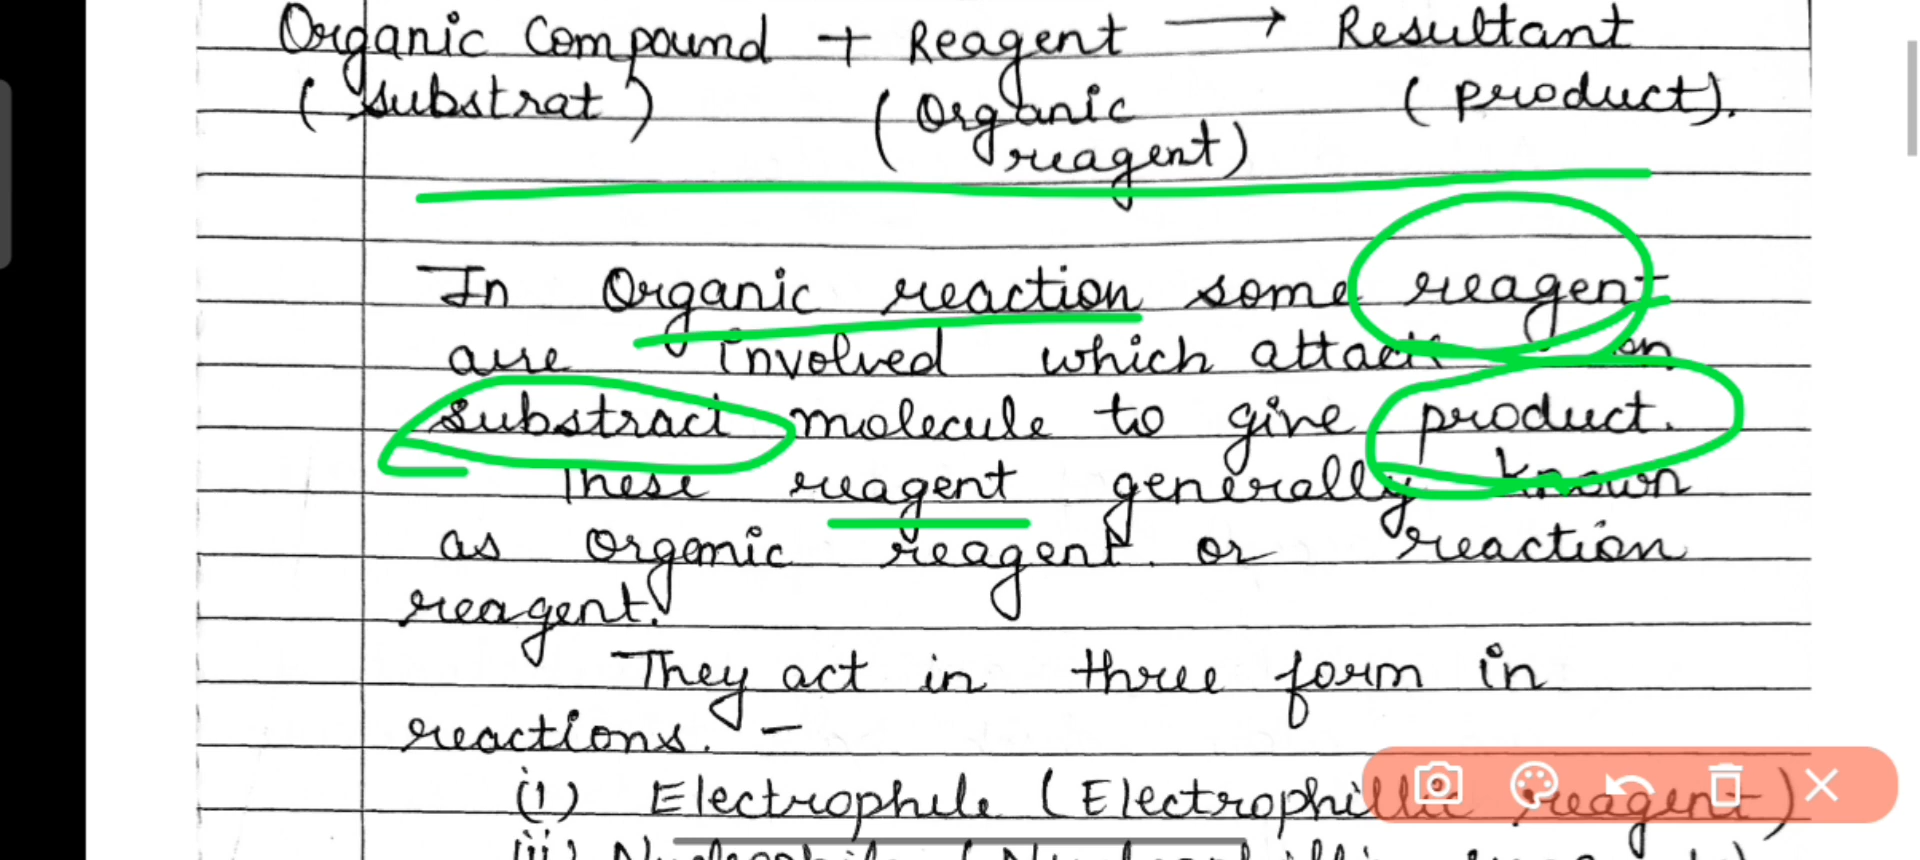 Organic Compound + Reagent → Resultant
(substrat) (Organic (product).
reagent)
In Organic reaction some reagent
are involved which attack on
substract molecule to give product.
These reagent generally known
as organic reagent or reaction
reagent.
They act in three form in
reactions. -
(i) Electrophile (Electrophillic reagent)
(ii)